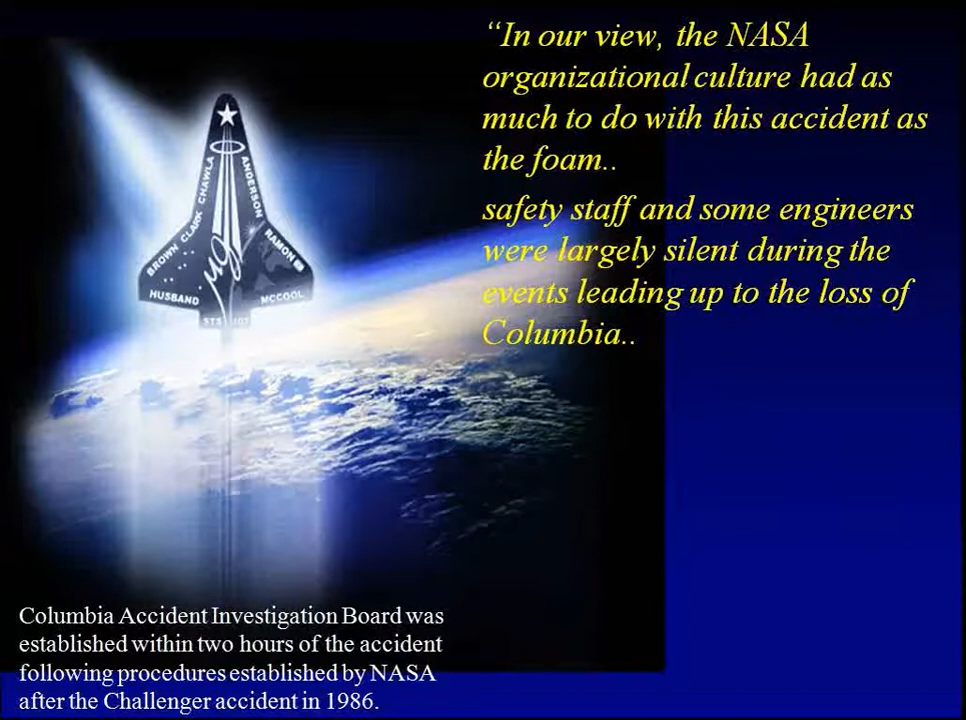 “In our view, the NASA
organizational culture had as
much to do with this accident as
the foam..
safety staff and some engineers
were largely silent during the
events leading up to the loss of
Columbia..
BROWN CLARK CHAWLA
ANDERSON
RAMON
HUSBAND
MCCOOL
μg
STS 107
Columbia Accident Investigation Board was
established within two hours of the accident
following procedures established by NASA
after the Challenger accident in 1986.